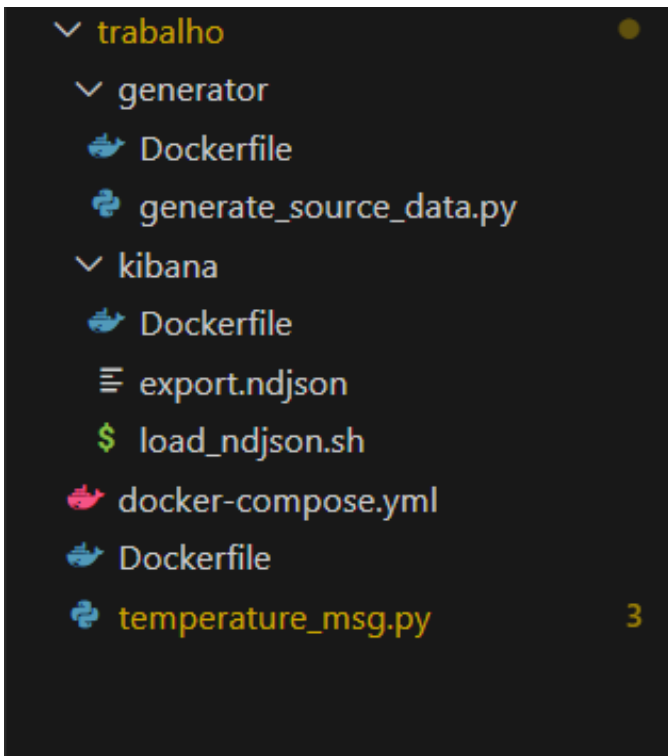 trabalho
generator
Dockerfile
generate_source_data.py
kibana
Dockerfile
export.ndjson
$ load_ndjson.sh
docker-compose.yml
Dockerfile
temperature_msg.py 3